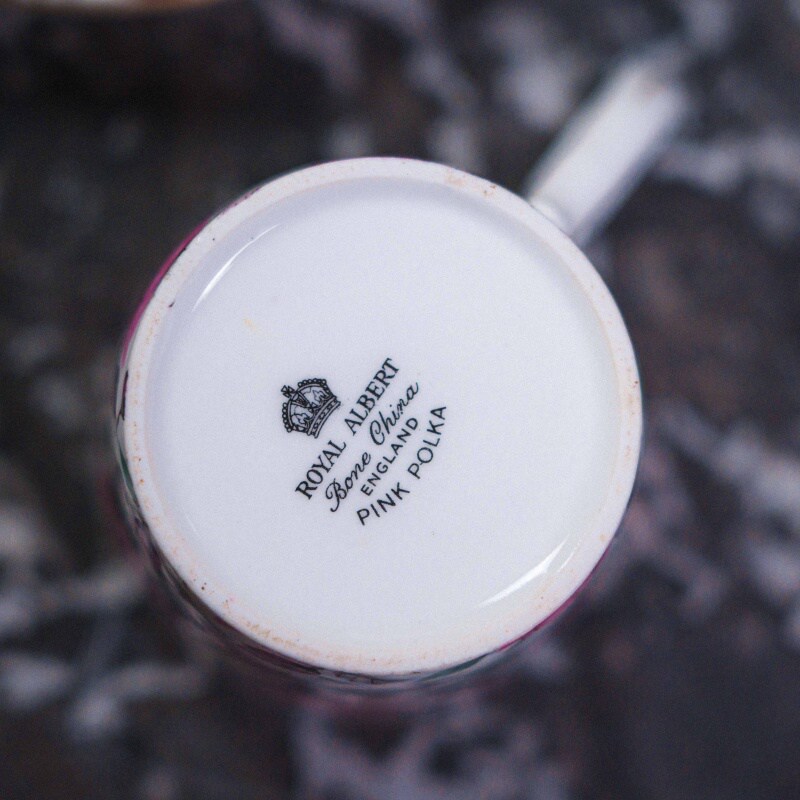 ROYAL ALBERT
Bone China
ENGLAND
PINK POLKA